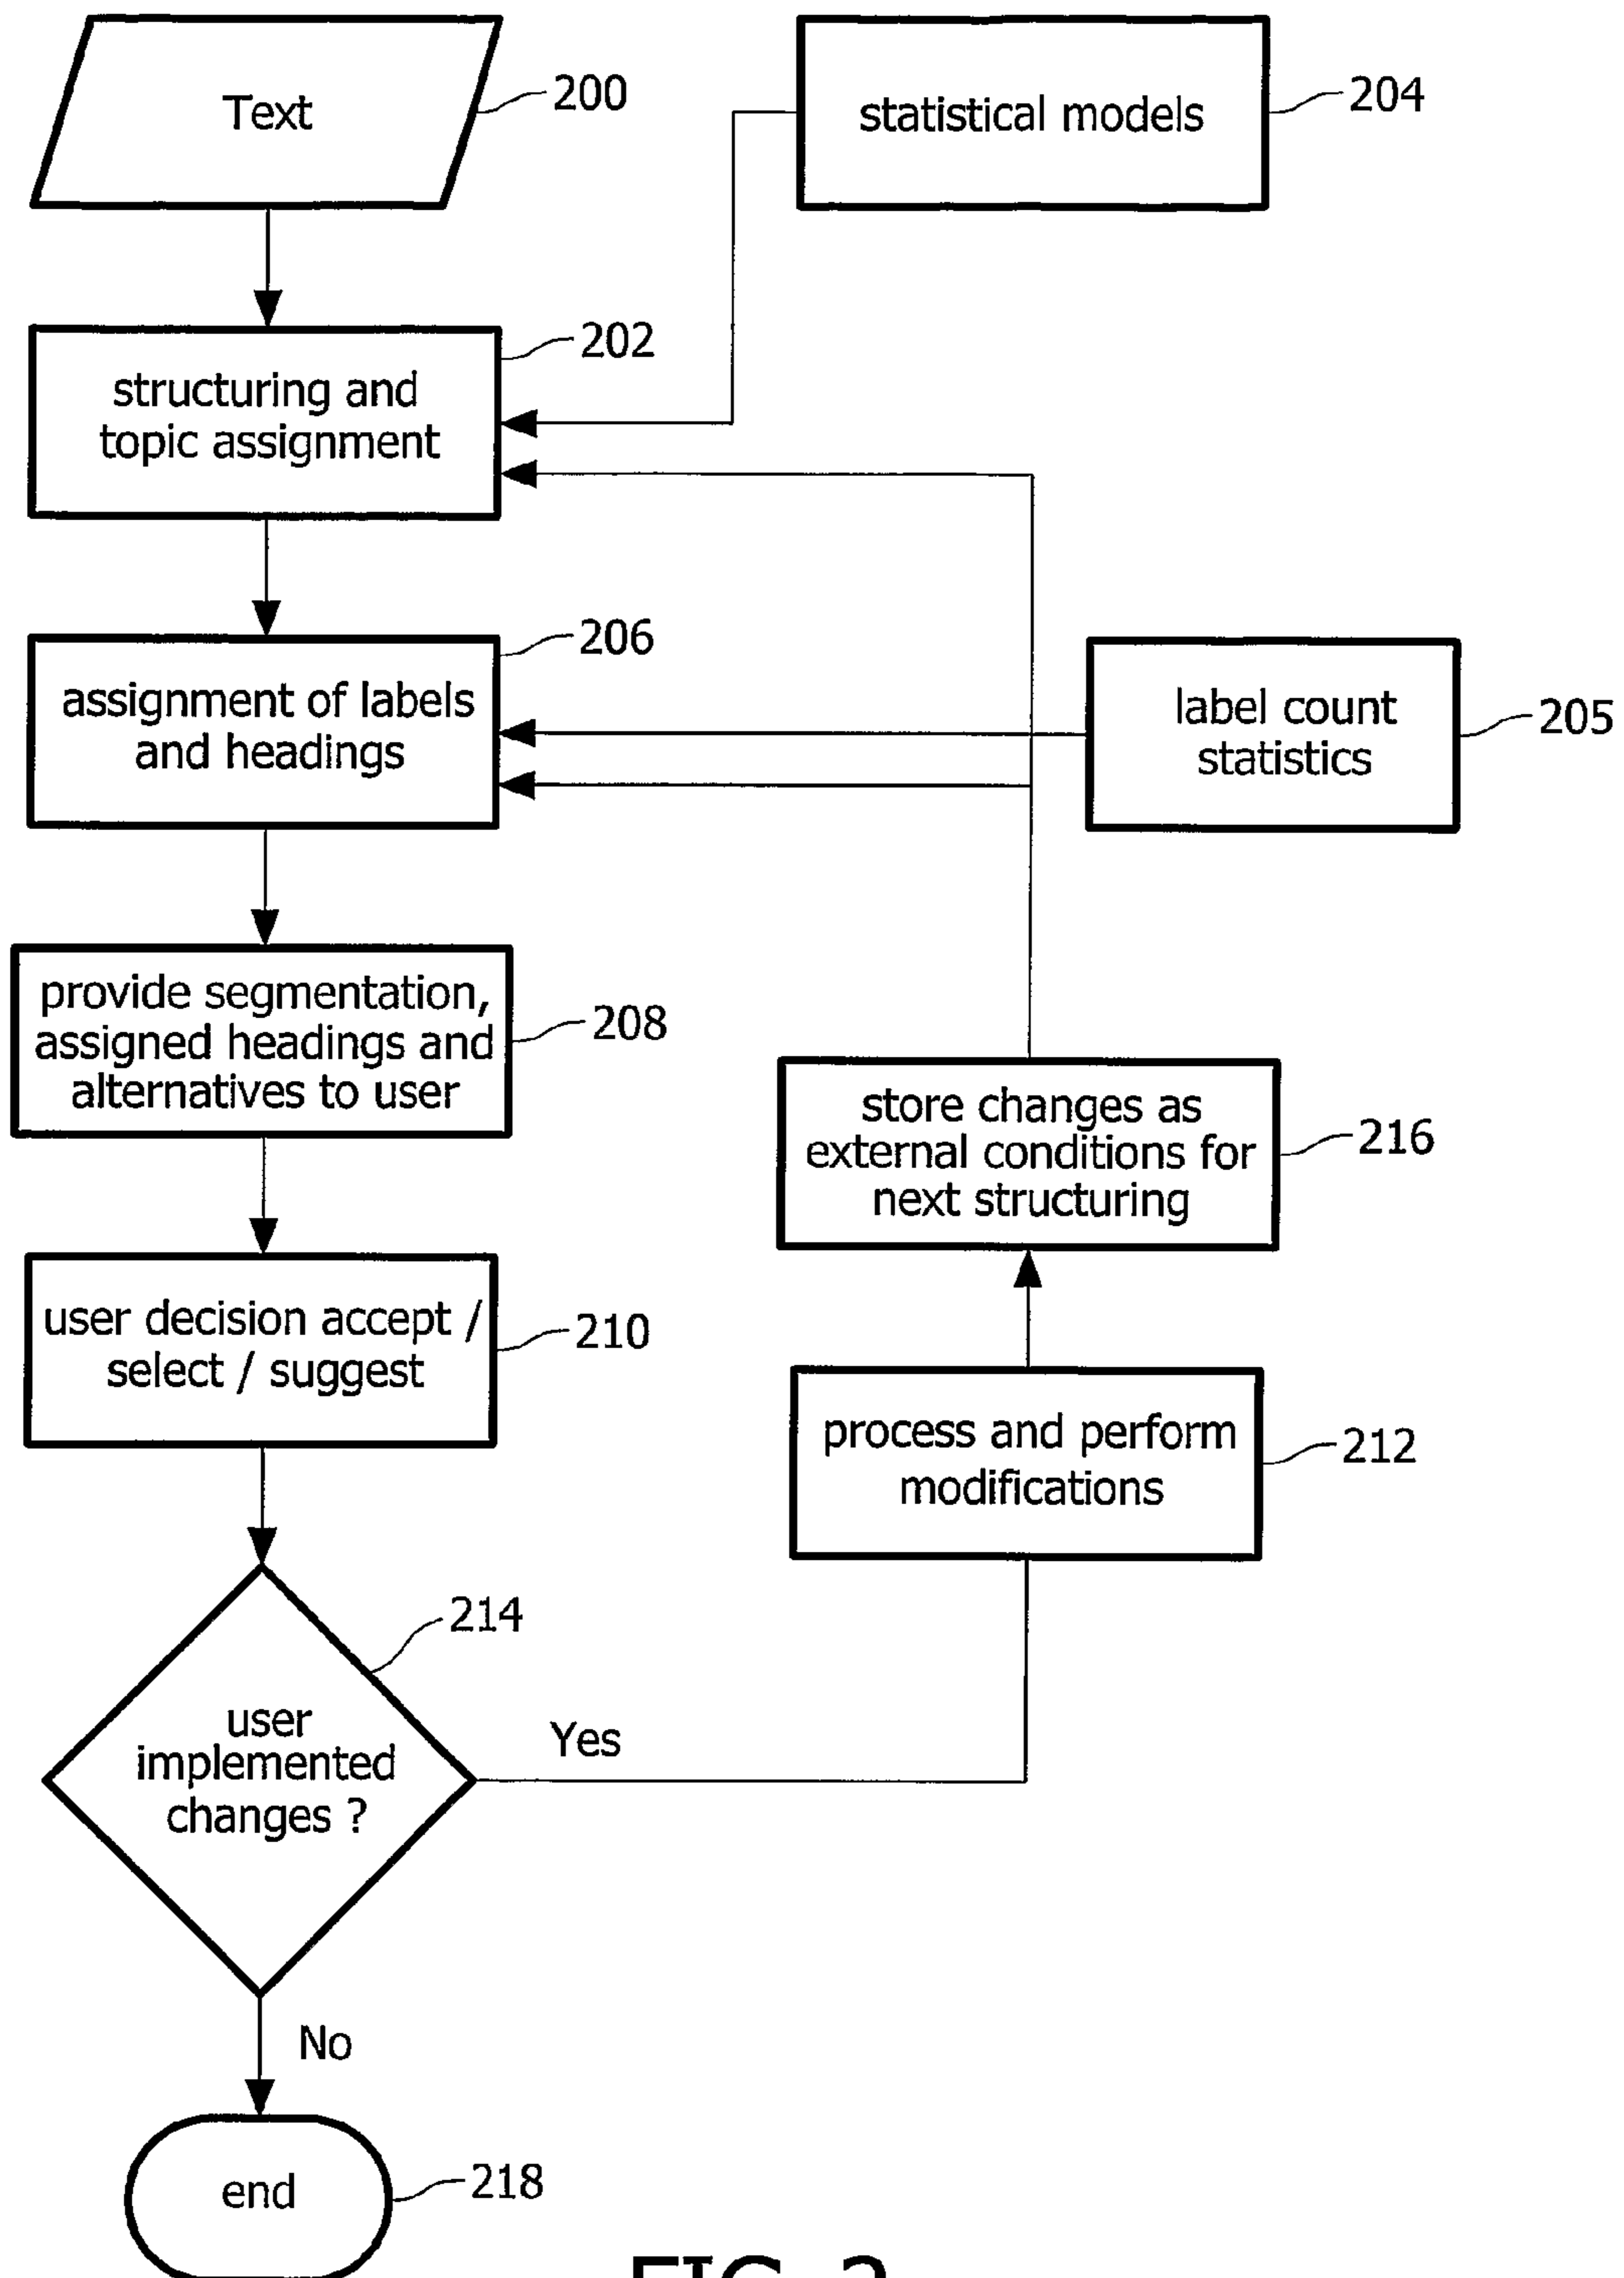 Text
200
statistical models
204
202
structuring and
topic assignment
206
assignment of labels
and headings
label count
statistics
205
provide segmentation,
assigned headings and
alternatives to user
208
store changes as
external conditions for
next structuring
216
user decision accept /
select / suggest
210
process and perform
modifications
212
214
user
implemented
changes ?
Yes
No
end
218